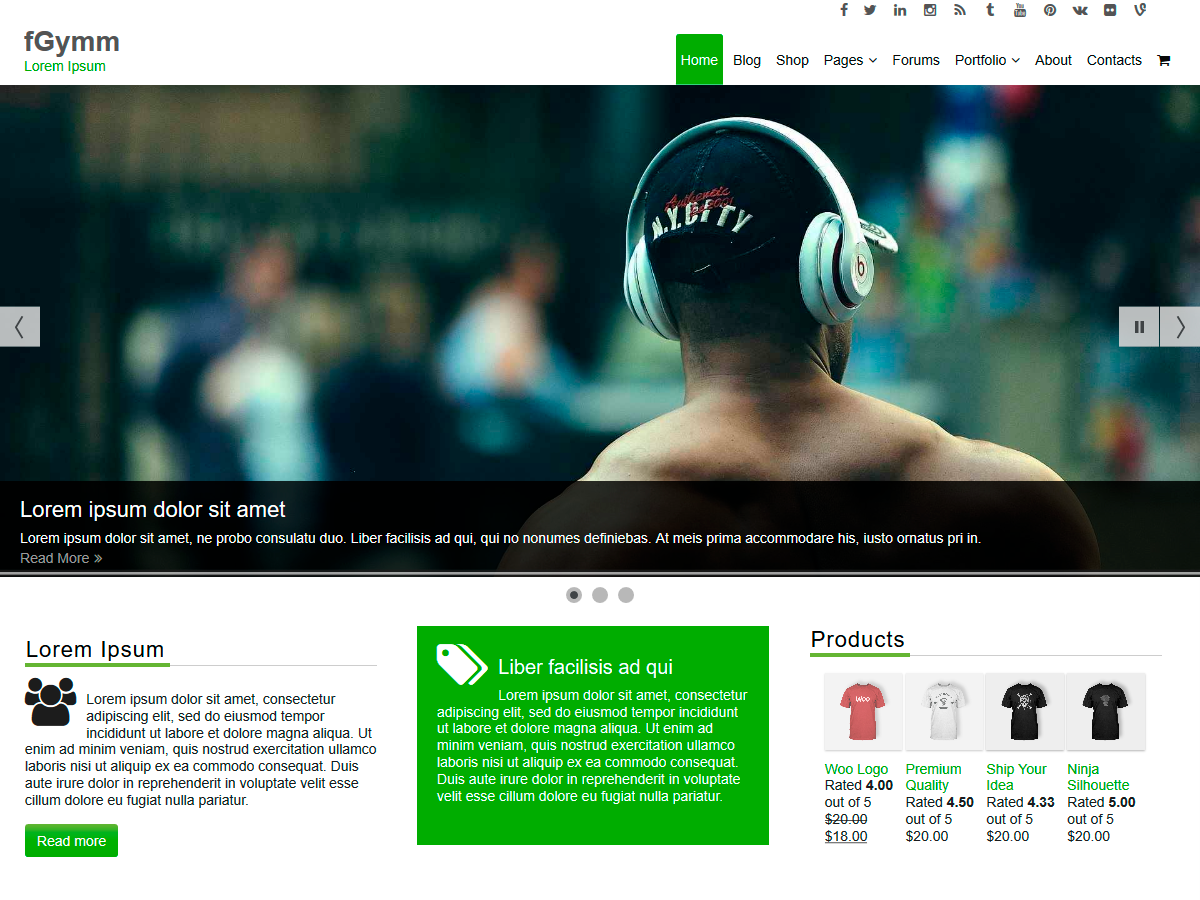 fGymm
Lorem Ipsum
Home Blog Shop Pages Forums Portfolio About Contacts
Authentic
N.Y.CITY
Lorem ipsum dolor sit amet
Lorem ipsum dolor sit amet, ne probo consulatu duo. Liber facilisis ad qui, qui no nonumes definiebas. At meis prima accommodare his, iusto ornatus pri in.
Read More »
Lorem Ipsum
Lorem ipsum dolor sit amet, consectetur
adipiscing elit, sed do eiusmod tempor
incididunt ut labore et dolore magna aliqua. Ut
enim ad minim veniam, quis nostrud exercitation ullamco
laboris nisi ut aliquip ex ea commodo consequat. Duis
aute irure dolor in reprehenderit in voluptate velit esse
cillum dolore eu fugiat nulla pariatur.
Read more
Liber facilisis ad qui
Lorem ipsum dolor sit amet, consectetur
adipiscing elit, sed do eiusmod tempor incididunt
ut labore et dolore magna aliqua. Ut enim ad
minim veniam, quis nostrud exercitation ullamco
laboris nisi ut aliquip ex ea commodo consequat.
Duis aute irure dolor in reprehenderit in voluptate
velit esse cillum dolore eu fugiat nulla pariatur.
Products
Woo
Woo Logo
Rated 4.00
out of 5
$20.00
$18.00
Premium
Quality
Rated 4.50
out of 5
$20.00
Ship Your
Idea
Rated 4.33
out of 5
$20.00
Ninja
Silhouette
Rated 5.00
out of 5
$20.00